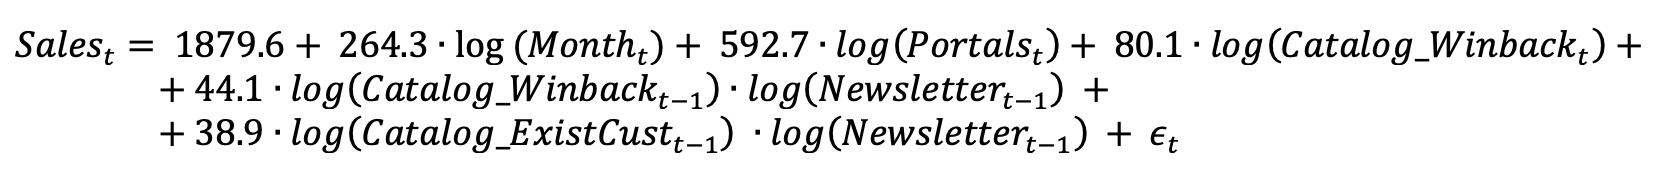 Sales_t = 1879.6 + 264.3 · log (Month_t) + 592.7 · log(Portals_t) + 80.1 · log(Catalog_Winback_t) +
+ 44.1 · log(Catalog_Winback_{t−1}) · log(Newsletter_{t−1}) +
+ 38.9 · log(Catalog_ExistCust_{t−1}) · log(Newsletter_{t−1}) + ϵ_t